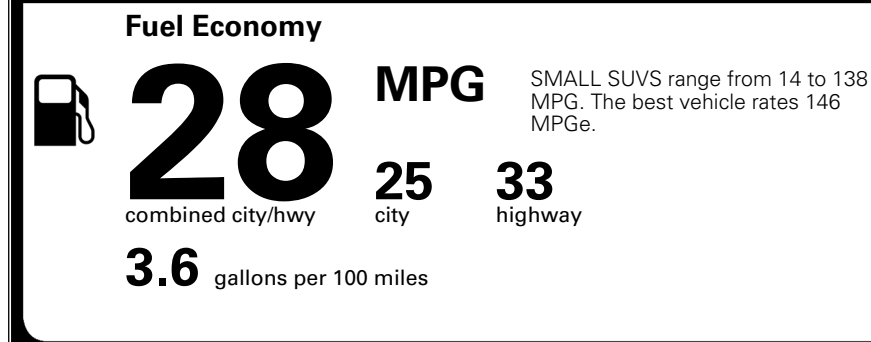 Fuel Economy
28
MPG
SMALL SUVS range from 14 to 138
MPG. The best vehicle rates 146
MPGe.
combined city/hwy
25
city
33
highway
3.6 gallons per 100 miles